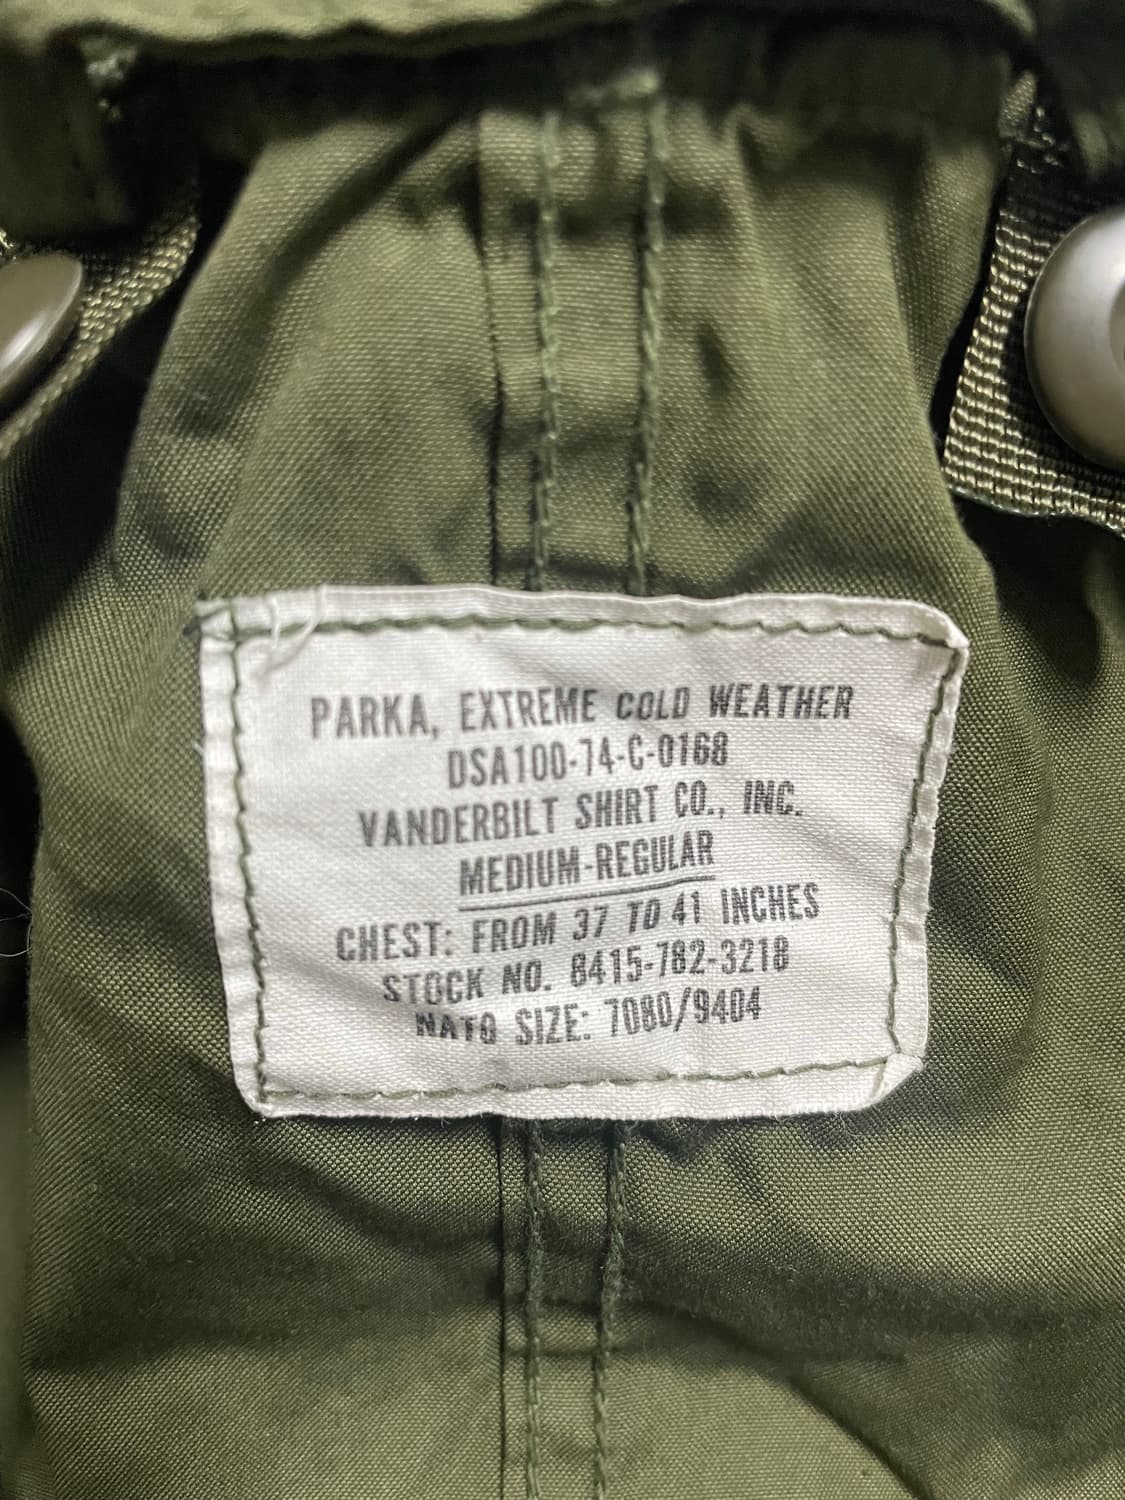 PARKA, EXTREME COLD WEATHER
DSA100-74-C-0168
VANDERBILT SHIRT CO., INC.
MEDIUM-REGULAR
CHEST: FROM 37 TO 41 INCHES
STOCK NO. 8415-782-3218
NATO SIZE: 7080/9404